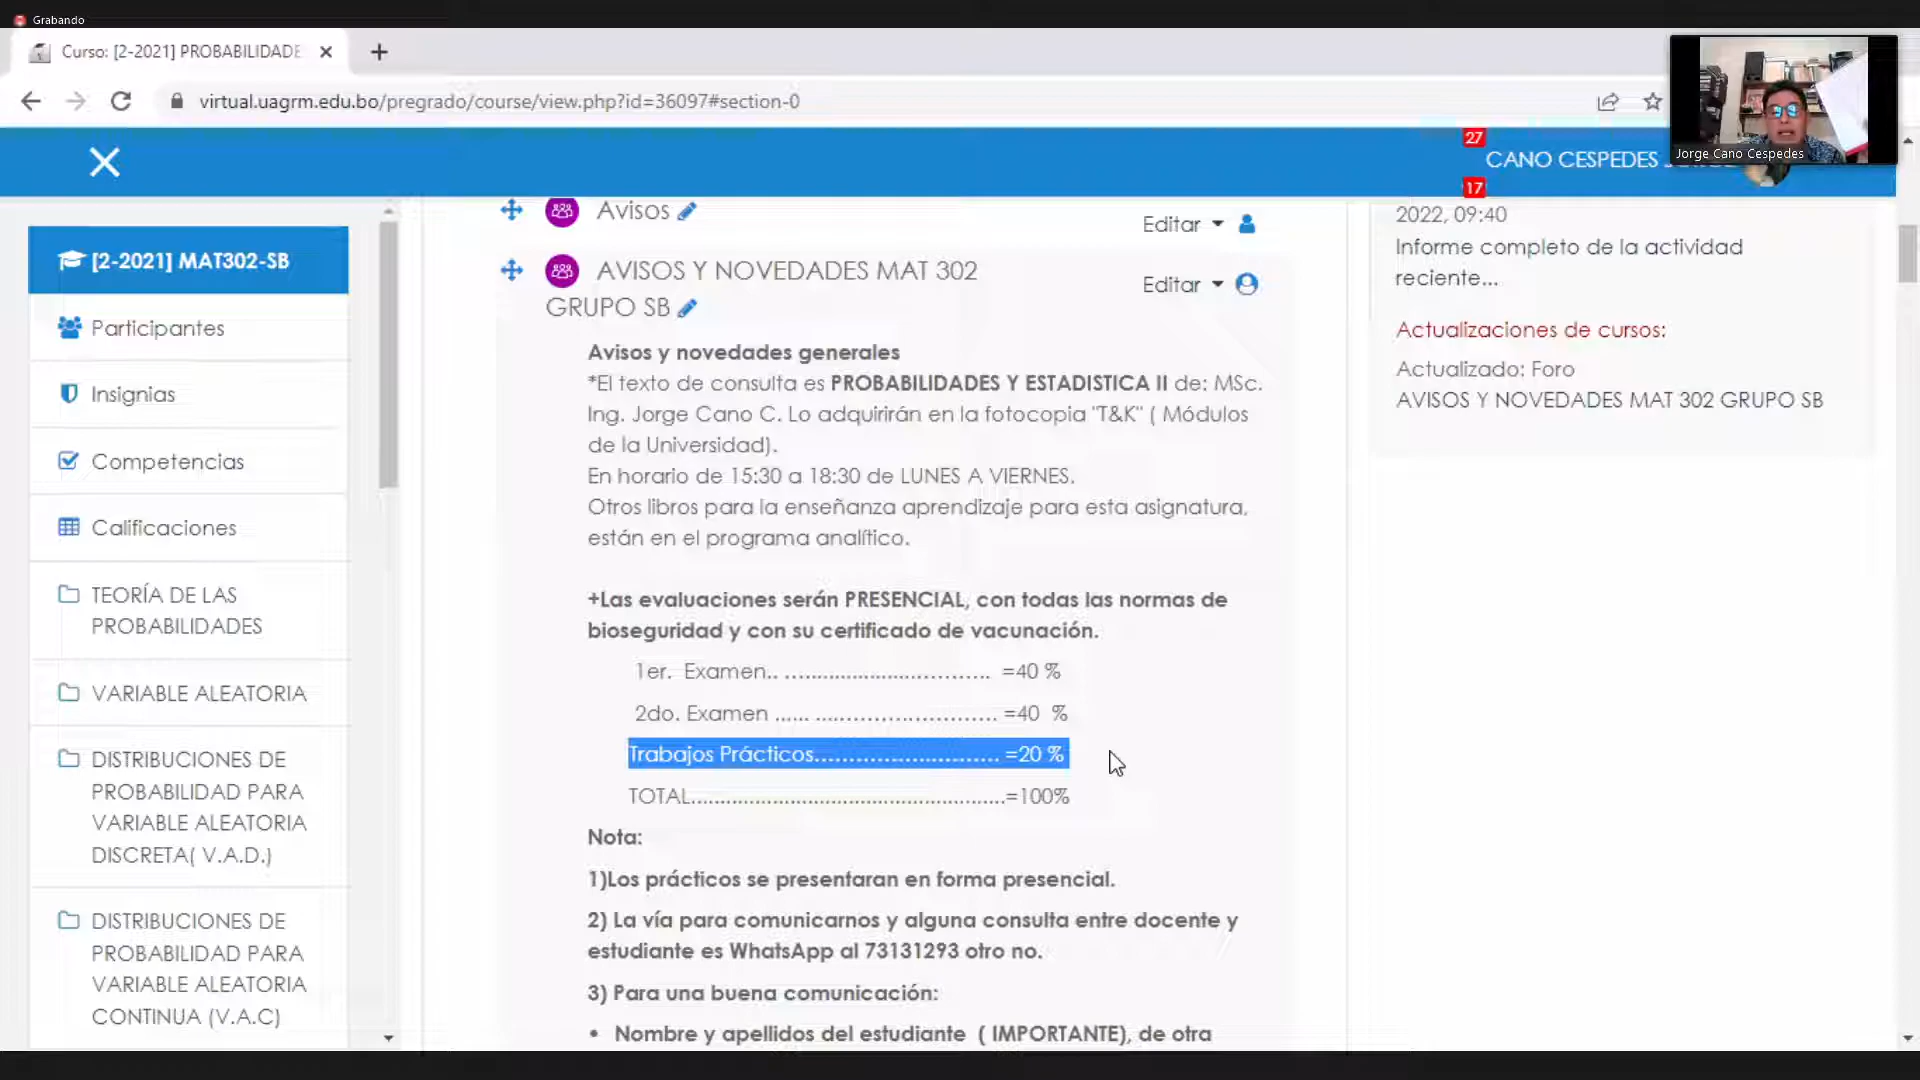 Grabando
Curso: [2-2021] PROBABILIDADE
virtual.uagrm.edu.bo/pregrado/course/view.php?id=36097#section-0
27
CANO CESPEDES
17
Jorge Cano Cespedes
[2-2021] MAT302-SB
Participantes
Insignias
Competencias
Calificaciones
TEORÍA DE LAS
PROBABILIDADES
VARIABLE ALEATORIA
DISTRIBUCIONES DE
PROBABILIDAD PARA
VARIABLE ALEATORIA
DISCRETA( V.A.D.)
DISTRIBUCIONES DE
PROBABILIDAD PARA
VARIABLE ALEATORIA
CONTINUA (V.A.C)
Avisos
Editar
AVISOS Y NOVEDADES MAT 302
GRUPO SB
Editar
Avisos y novedades generales
*El texto de consulta es PROBABILIDADES Y ESTADISTICA II de: MSc.
Ing. Jorge Cano C. Lo adquirirán en la fotocopia "T&K" ( Módulos
de la Universidad).
En horario de 15:30 a 18:30 de LUNES A VIERNES.
Otros libros para la enseñanza aprendizaje para esta asignatura,
están en el programa analítico.
+Las evaluaciones serán PRESENCIAL, con todas las normas de
bioseguridad y con su certificado de vacunación.
1er. Examen.. .................................... =40 %
2do. Examen ...... ................................ =40 %
Trabajos Prácticos................................ =20 %
TOTAL......................................................=100%
Nota:
1)Los prácticos se presentaran en forma presencial.
2) La vía para comunicarnos y alguna consulta entre docente y
estudiante es WhatsApp al 73131293 otro no.
3) Para una buena comunicación:
• Nombre y apellidos del estudiante ( IMPORTANTE), de otra
2022, 09:40
Informe completo de la actividad
reciente...
Actualizaciones de cursos:
Actualizado: Foro
AVISOS Y NOVEDADES MAT 302 GRUPO SB